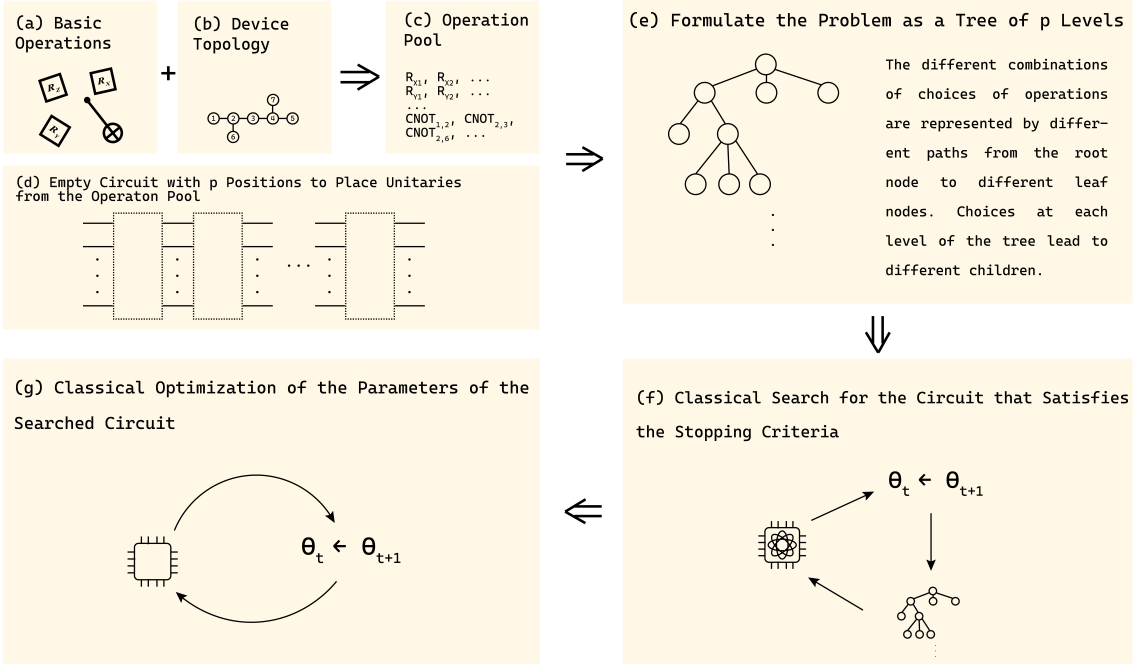 (a) Basic
Operations
R_Z
R_X
R_Y
+
(b) Device
Topology
7
1 2 3 4 5
6
(c) Operation
Pool
R_X1, R_X2, ...
R_Y1, R_Y2, ...
...
CNOT_1,2, CNOT_2,3,
CNOT_2,6, ...
(d) Empty Circuit with p Positions to Place Unitaries
from the Operaton Pool
...
(e) Formulate the Problem as a Tree of p Levels
The different combinations
of choices of operations
are represented by differ-
ent paths from the root
node to different leaf
nodes. Choices at each
level of the tree lead to
different children.
(f) Classical Search for the Circuit that Satisfies
the Stopping Criteria
θ_t ← θ_t+1
(g) Classical Optimization of the Parameters of the
Searched Circuit
θ_t ← θ_t+1